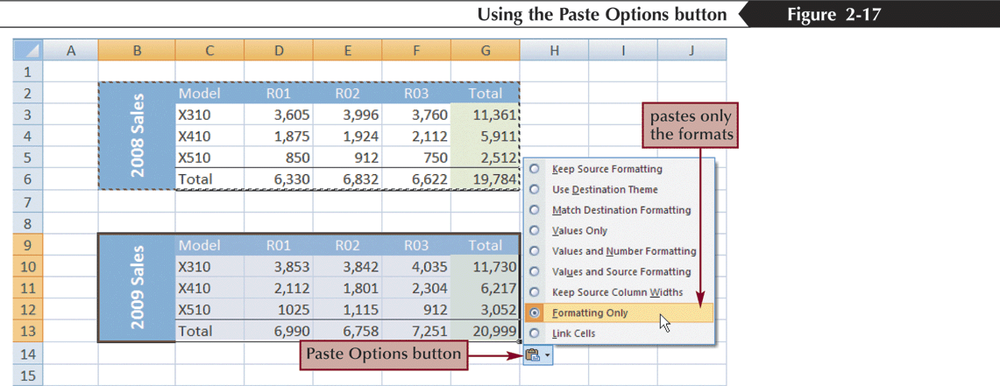 Using the Paste Options button Figure 2-17
A B C D E F G H I J
1
2 2008 Sales Model R01 R02 R03 Total
3 X310 3,605 3,996 3,760 11,361
4 X410 1,875 1,924 2,112 5,911
5 X510 850 912 750 2,512
6 Total 6,330 6,832 6,622 19,784
7
8
9 2009 Sales Model R01 R02 R03 Total
10 X310 3,853 3,842 4,035 11,730
11 X410 2,112 1,801 2,304 6,217
12 X510 1025 1,115 912 3,052
13 Total 6,990 6,758 7,251 20,999
14
15
pastes only
the formats
Keep Source Formatting
Use Destination Theme
Match Destination Formatting
Values Only
Values and Number Formatting
Values and Source Formatting
Keep Source Column Widths
Formatting Only
Link Cells
Paste Options button